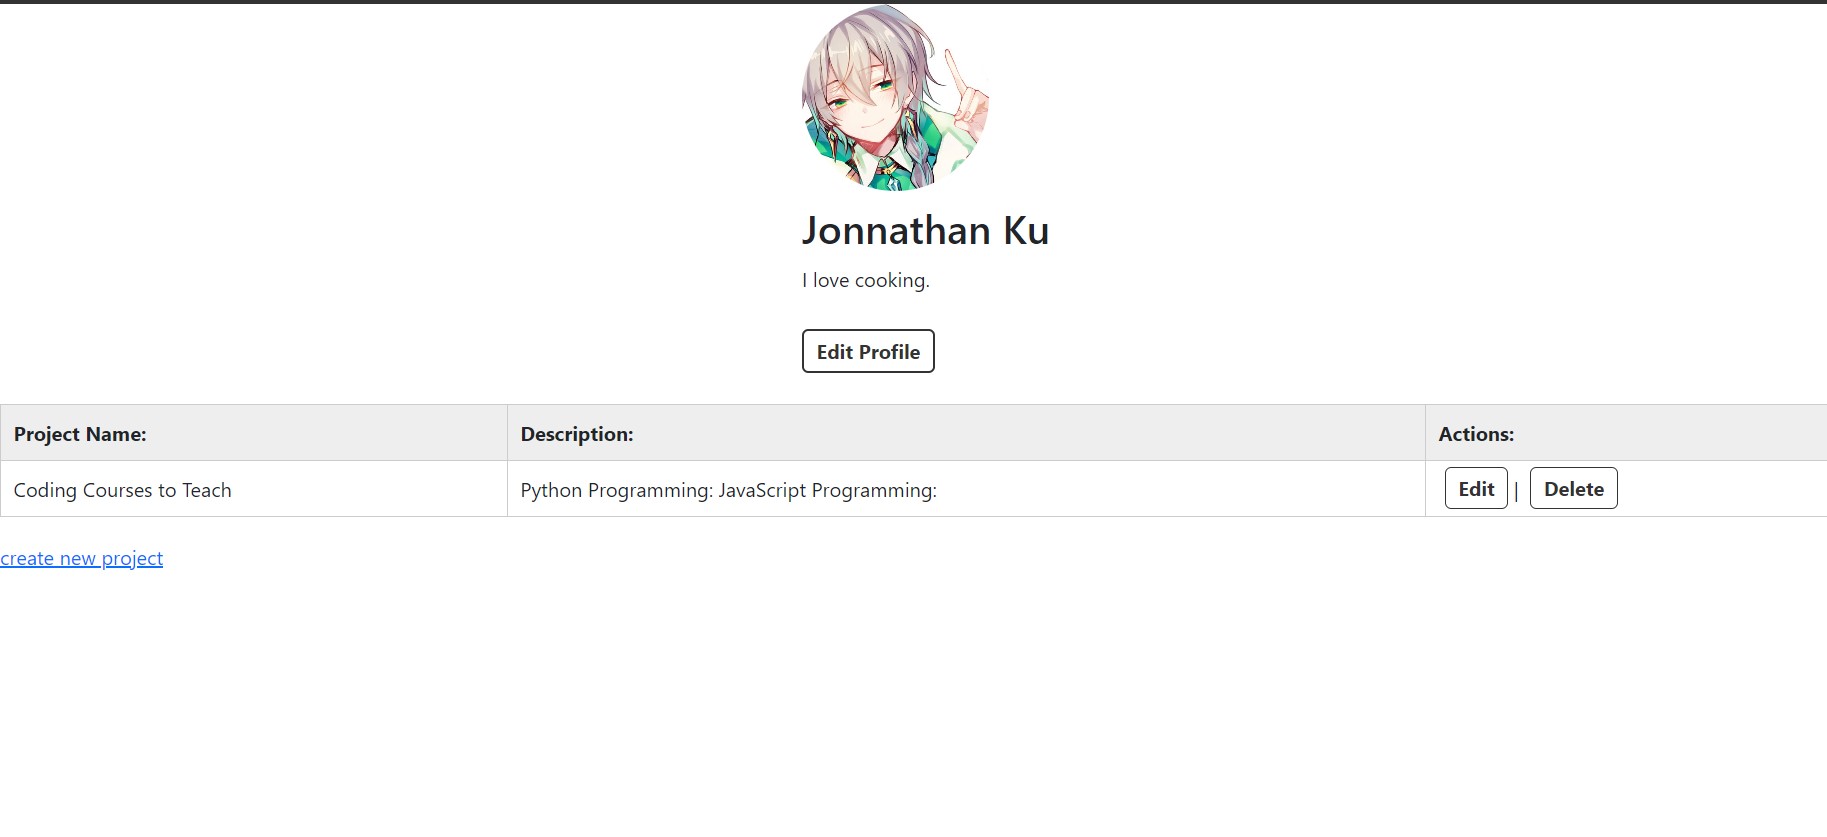 Jonnathan Ku
I love cooking.
Edit Profile
Project Name: Description: Actions:
Coding Courses to Teach Python Programming: JavaScript Programming: Edit | Delete
create new project